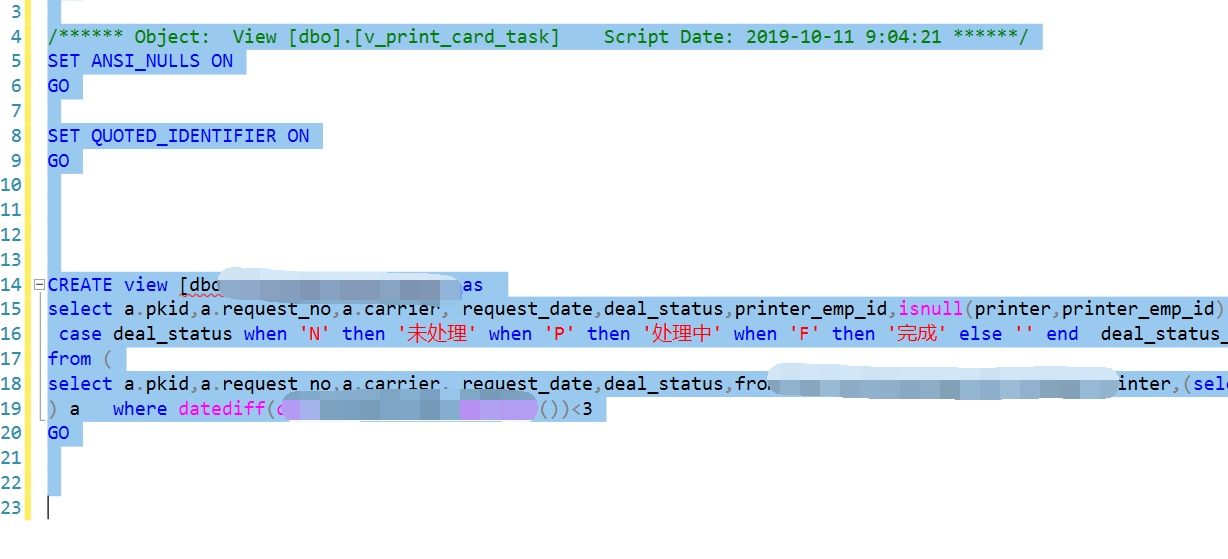 3
4 /****** Object:  View [dbo].[v_print_card_task]    Script Date: 2019-10-11 9:04:21 ******/
5 SET ANSI_NULLS ON
6 GO
7
8 SET QUOTED_IDENTIFIER ON
9 GO
10
11
12
13
14 CREATE view [dbo as
15 select a.pkid,a.request_no,a.carrier, request_date,deal_status,printer_emp_id,isnull(printer,printer_emp_id)
16 case deal_status when 'N' then '未处理' when 'P' then '处理中' when 'F' then '完成' else '' end  deal_status_
17 from (
18 select a.pkid,a.request_no,a.carrier, request_date,deal_status,from inter,(sele
19 ) a   where datediff( ())<3
20 GO
21
22
23